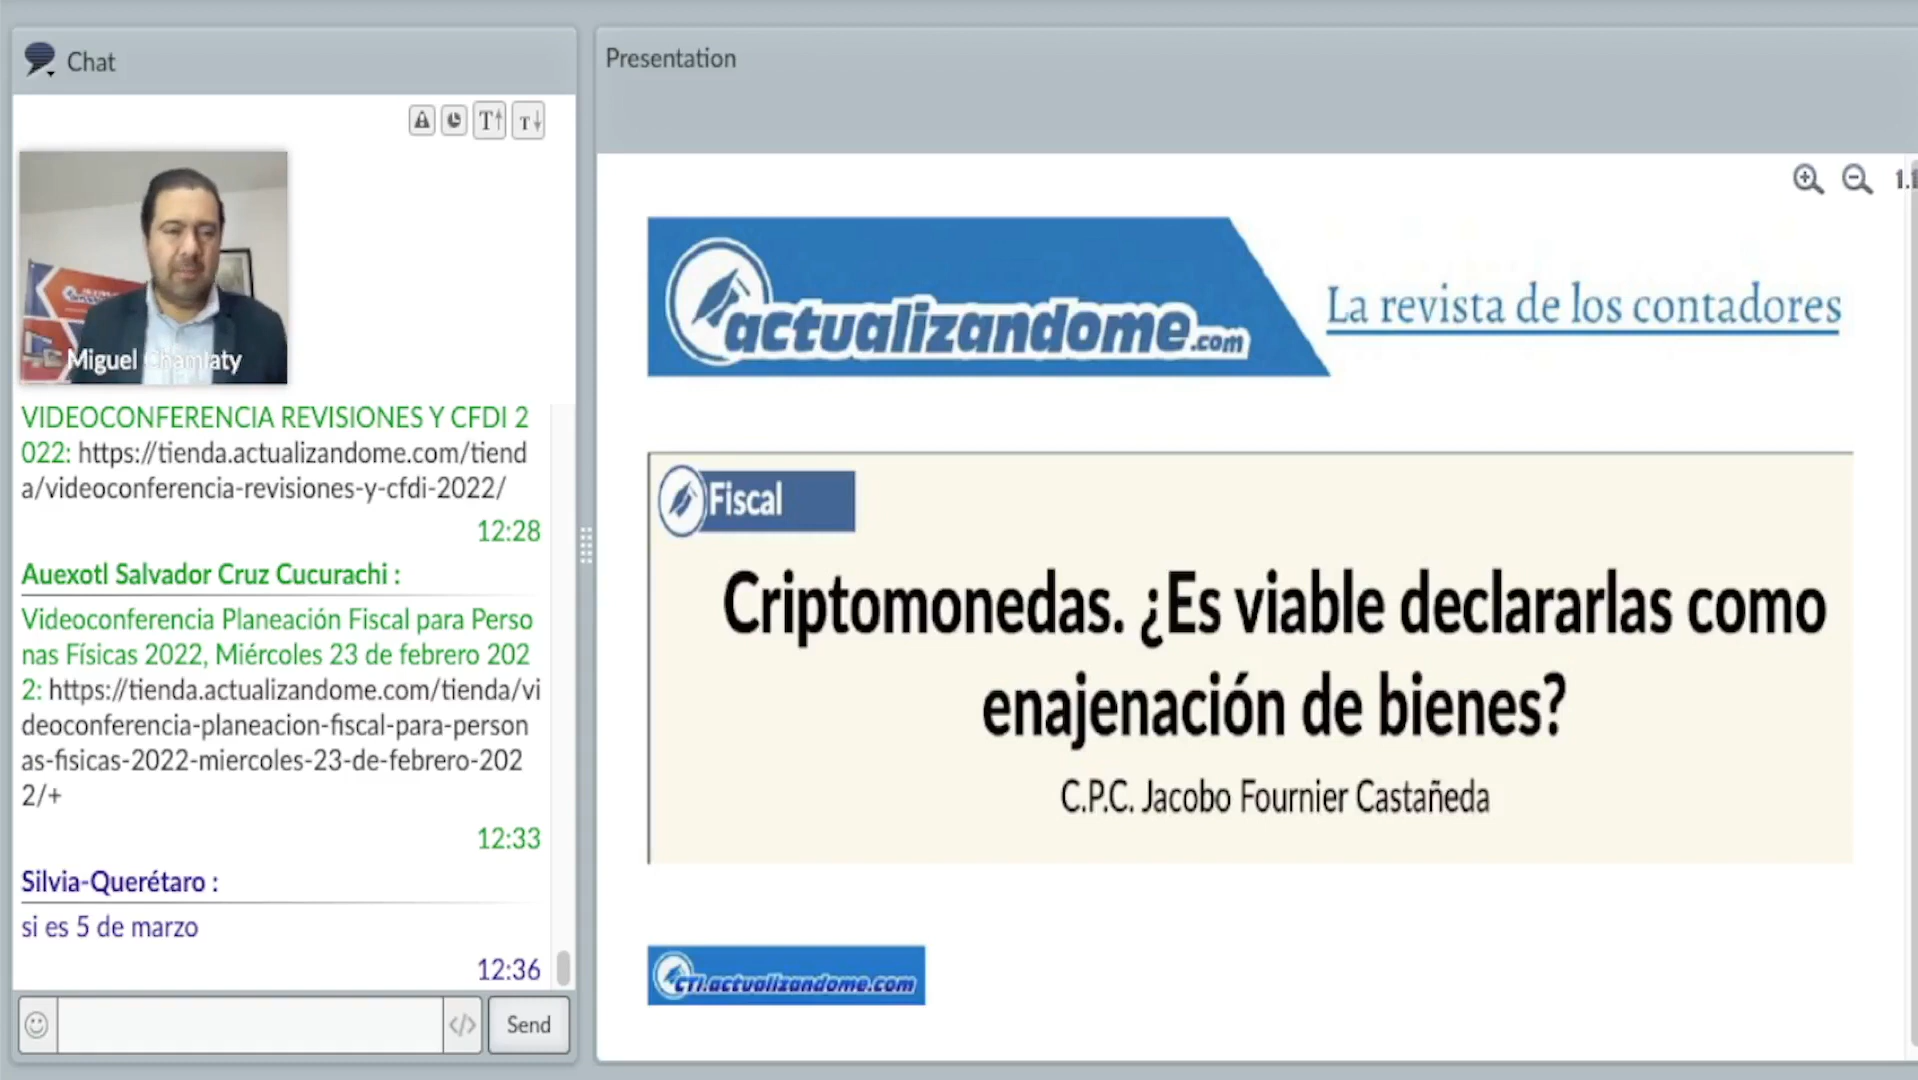 Chat
Miguel Chamlaty
VIDEOCONFERENCIA REVISIONES Y CFDI 2
022: https://tienda.actualizandome.com/tiend
a/videoconferencia-revisiones-y-cfdi-2022/
12:28
Auexotl Salvador Cruz Cucurachi :
Videoconferencia Planeación Fiscal para Perso
nas Físicas 2022, Miércoles 23 de febrero 202
2: https://tienda.actualizandome.com/tienda/vi
deoconferencia-planeacion-fiscal-para-person
as-fisicas-2022-miercoles-23-de-febrero-202
2/+
12:33
Silvia-Querétaro :
si es 5 de marzo
12:36
Send
Presentation
actualizandome.com
La revista de los contadores
Fiscal
Criptomonedas. ¿Es viable declararlas como
enajenación de bienes?
C.P.C. Jacobo Fournier Castañeda
CTI.actualizandome.com